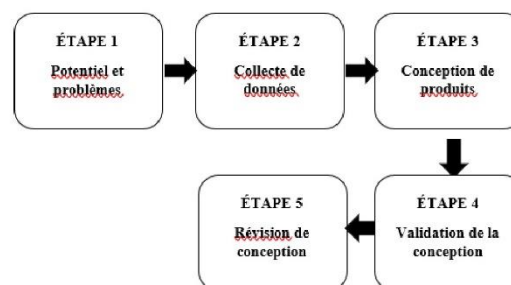 ÉTAPE 1
Potentiel et
problèmes
ÉTAPE 2
Collecte de
données
ÉTAPE 3
Conception de
produits
ÉTAPE 4
Validation de la
conception
ÉTAPE 5
Révision de
conception